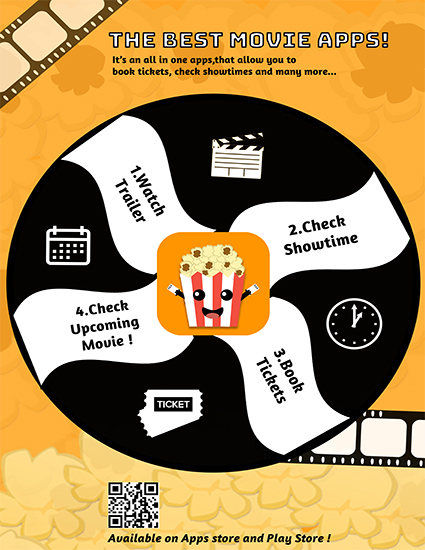 THE BEST MOVIE APPS!
It's an all in one apps,that allow you to
book tickets, check showtimes and many more...
1.Watch
Trailer
2.Check
Showtime
3.Book
Tickets
4.Check
Upcoming
Movie !
TICKET
Available on Apps store and Play Store !